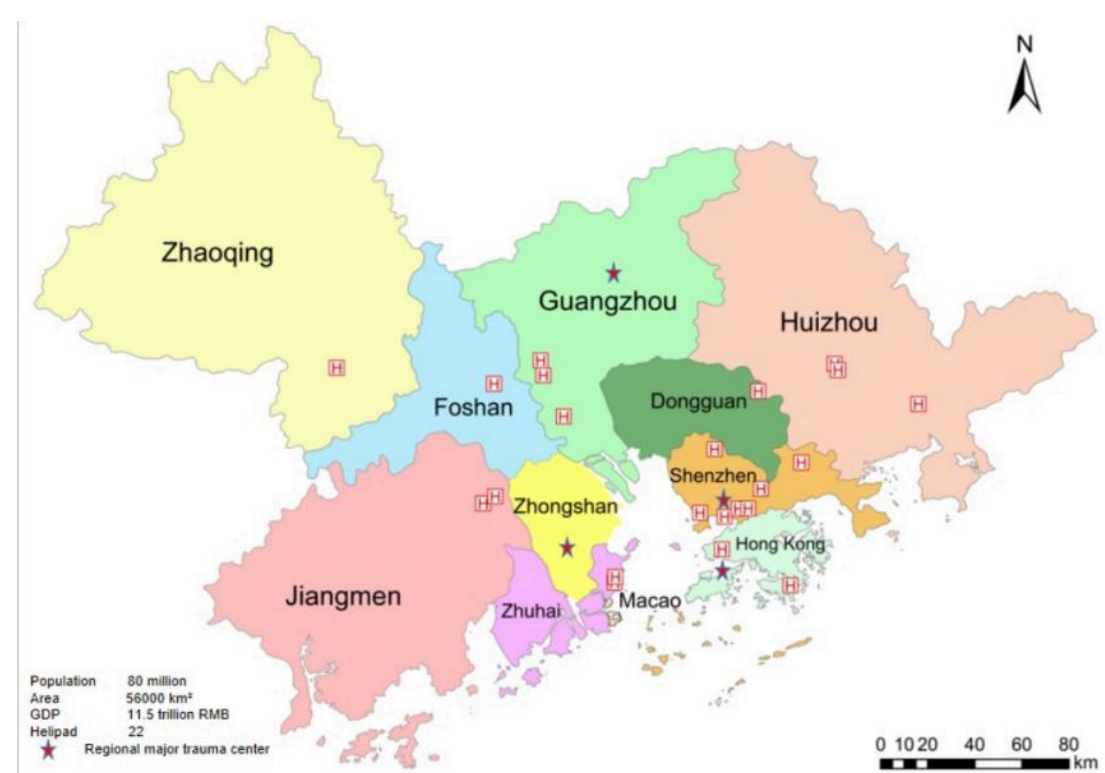 N
Zhaoqing
Guangzhou
Huizhou
H
H
H
H
H
H
H
Dongguan
Foshan
H
H
H
H
Shenzhen
H
H
H
Zhongshan
H
H H
H
H
Hong Kong
H
H
H
H
Jiangmen
Zhuhai
Macao
Population 80 million
Area 56000 km²
GDP 11.5 trillion RMB
Helipad 22
Regional major trauma center
0 10 20 40 60 80
km